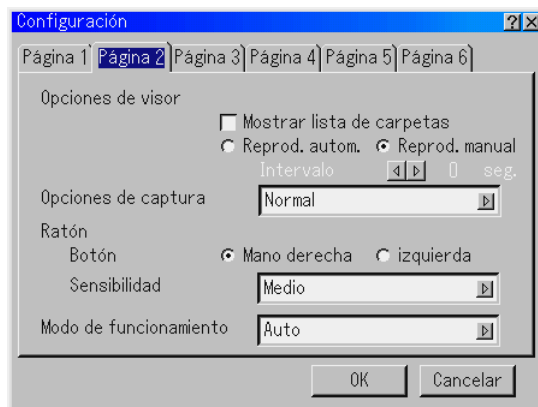 Configuración
Página 1 Página 2 Página 3 Página 4 Página 5 Página 6
Opciones de visor
Mostrar lista de carpetas
Reprod. autom. Reprod. manual
Intervalo 0 seg.
Opciones de captura Normal
Ratón
Botón Mano derecha izquierda
Sensibilidad Medio
Modo de funcionamiento Auto
OK Cancelar